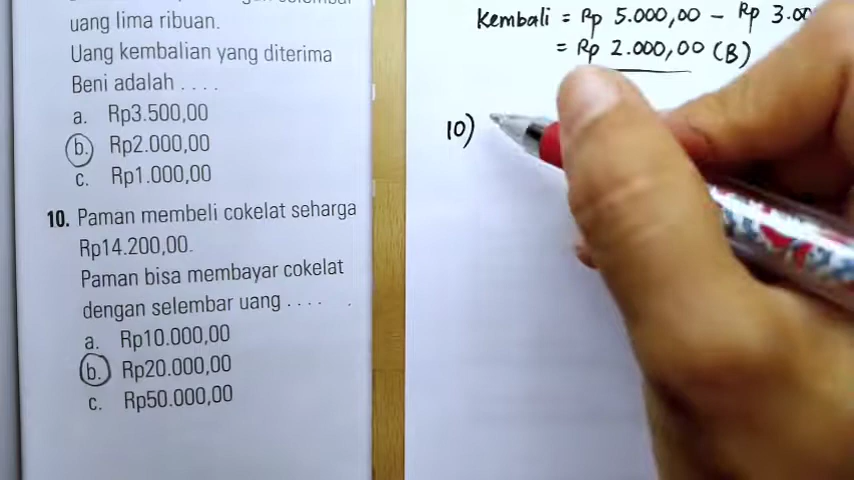 uang lima ribuan.
Uang kembalian yang diterima
Beni adalah . . . .
a. Rp3.500,00
b. Rp2.000,00
c. Rp1.000,00
10. Paman membeli cokelat seharga
Rp14.200,00.
Paman bisa membayar cokelat
dengan selembar uang . . . .
a. Rp10.000,00
b. Rp20.000,00
c. Rp50.000,00
Kembali = Rp 5.000,00 - Rp 3.00
= Rp 2.000,00 (B)
10)